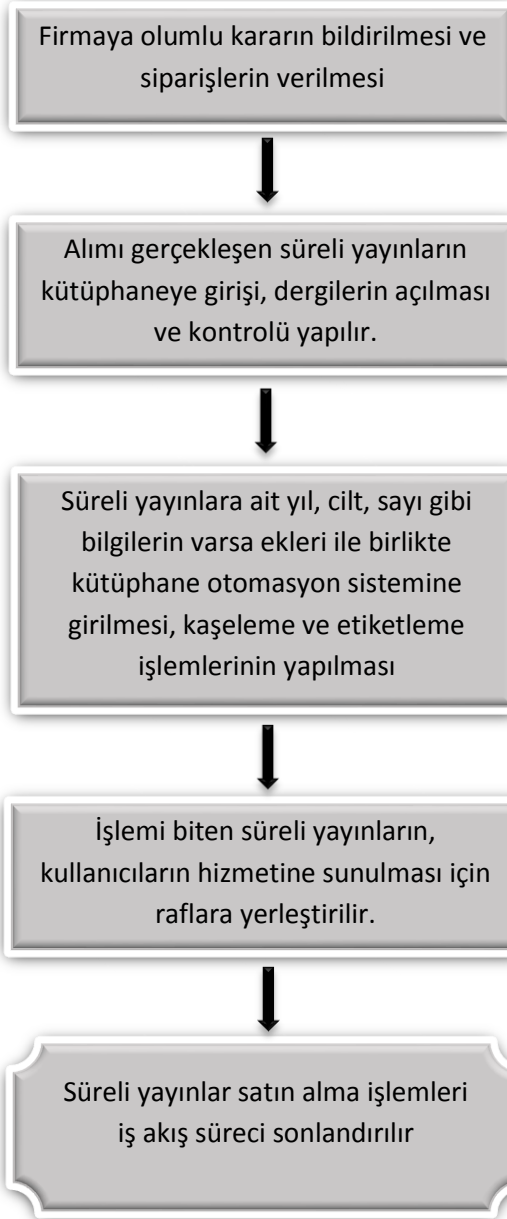 Firmaya olumlu kararın bildirilmesi ve
siparişlerin verilmesi
Alımı gerçekleşen süreli yayınların
kütüphaneye girişi, dergilerin açılması
ve kontrolü yapılır.
Süreli yayınlara ait yıl, cilt, sayı gibi
bilgilerin varsa ekleri ile birlikte
kütüphane otomasyon sistemine
girilmesi, kaşeleme ve etiketleme
işlemlerinin yapılması
İşlemi biten süreli yayınların,
kullanıcıların hizmetine sunulması için
raflara yerleştirilir.
Süreli yayınlar satın alma işlemleri
iş akış süreci sonlandırılır